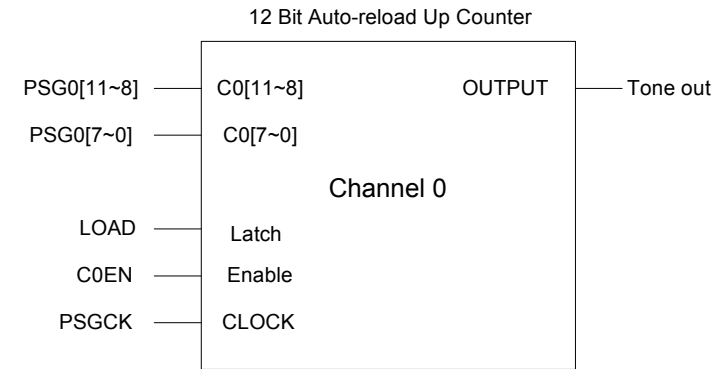 12 Bit Auto-reload Up Counter
PSG0[11~8] C0[11~8] OUTPUT Tone out
PSG0[7~0] C0[7~0]
Channel 0
LOAD Latch
C0EN Enable
PSGCK CLOCK